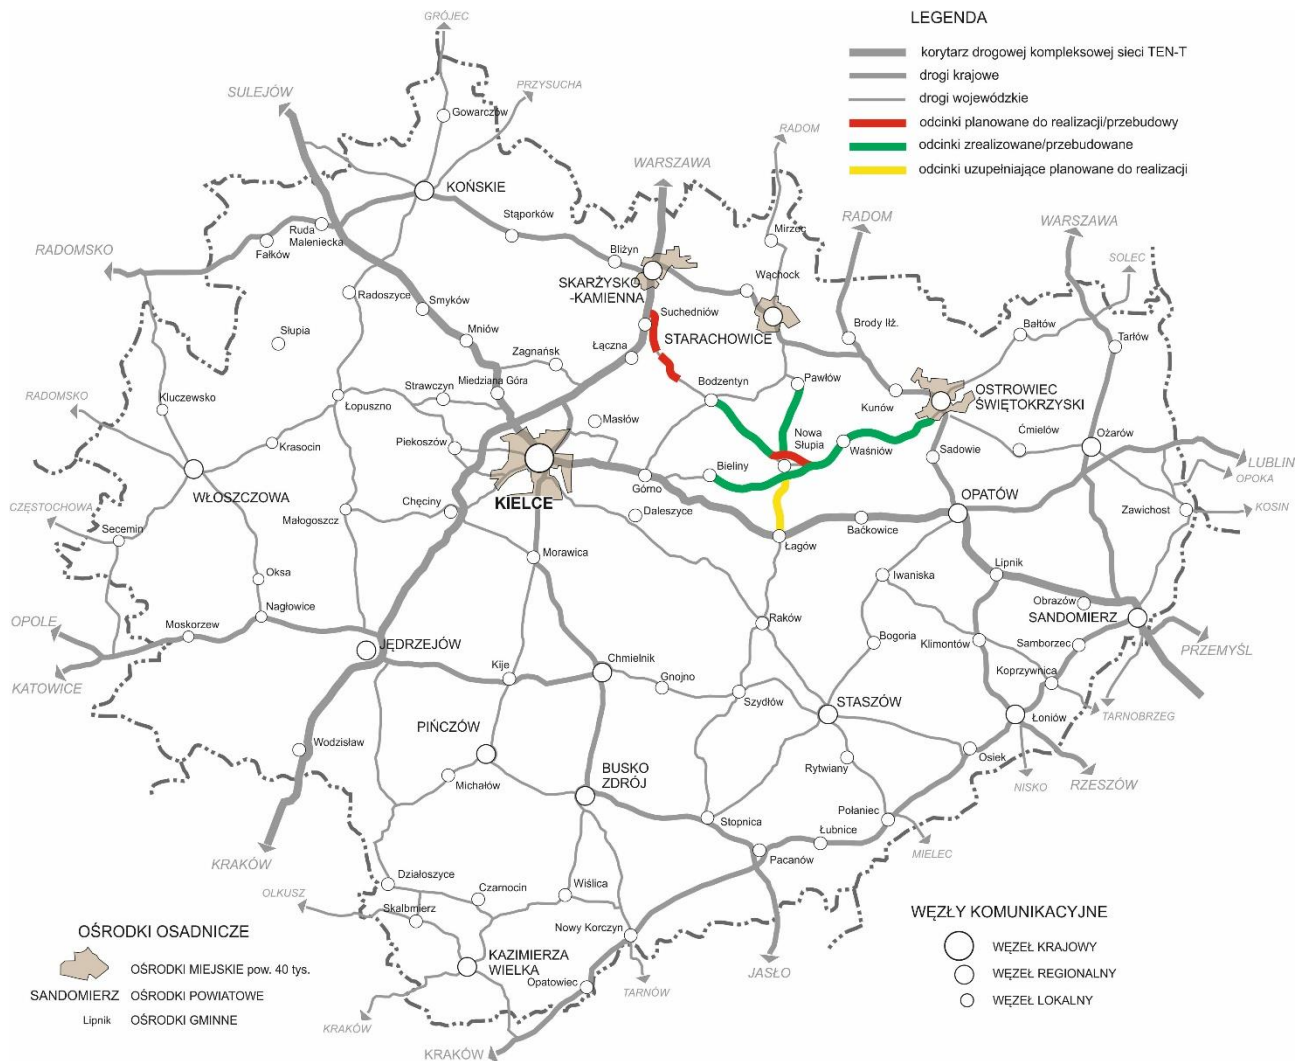 GRÓJEC
LEGENDA
korytarz drogowej kompleksowej sieci TEN-T
drogi krajowe
drogi wojewódzkie
odcinki planowane do realizacji/przebudowy
odcinki zrealizowane/przebudowane
odcinki uzupełniające planowane do realizacji
SULEJÓW
PRZYSUCHA
Gowarczów
RADOM
WARSZAWA
KOŃSKIE
Stąporków
RADOM
WARSZAWA
SOLEC
RADOMSKO
Ruda
Maleniecka
Fałków
Mirzec
Bliżyn
SKARŻYSKO
-KAMIENNA
Wąchock
Radoszyce
Smyków
Suchedniów
STARACHOWICE
Brody Iłż.
Bałtów
Tarłów
Słupia
Mniów
Zagnańsk
Łączna
RADOMSKO
Kluczewsko
Strawczyn
Miedziana Góra
Bodzentyn
Pawłów
Kunów
OSTROWIEC
ŚWIĘTOKRZYSKI
Łopuszno
Masłów
Krasocin
Piekoszów
Nowa
Słupia
Waśniów
Sadowie
Ćmielów
Ożarów
LUBLIN
OPOKA
WŁOSZCZOWA
KIELCE
Górno
Bieliny
OPATÓW
CZĘSTOCHOWA
Secemin
Małogoszcz
Chęciny
Daleszyce
Łagów
Baćkowice
Zawichost
KOSIN
Morawica
Oksa
Iwaniska
Lipnik
Obrazów
SANDOMIERZ
OPOLE
Moskorzew
Nagłowice
JĘDRZEJÓW
Raków
Bogoria
Klimontów
Samborzec
PRZEMYŚL
KATOWICE
Kije
Chmielnik
Gnojno
Szydłów
Koprzywnica
TARNOBRZEG
STASZÓW
Łoniów
PIŃCZÓW
Wodzisław
Michałów
BUSKO
ZDRÓJ
Rytwiany
Osiek
NISKO
RZESZÓW
Stopnica
Połaniec
Łubnice
MIELEC
Pacanów
KRAKÓW
OLKUSZ
Działoszyce
Czarnocin
Wiślica
Skalbmierz
Nowy Korczyn
KAZIMIERZA
WIELKA
Opatowiec
TARNÓW
JASŁO
KRAKÓW
KRAKÓW
OŚRODKI OSADNICZE
OŚRODKI MIEJSKIE pow. 40 tys.
SANDOMIERZ OŚRODKI POWIATOWE
Lipnik OŚRODKI GMINNE
WĘZŁY KOMUNIKACYJNE
WĘZEŁ KRAJOWY
WĘZEŁ REGIONALNY
WĘZEŁ LOKALNY